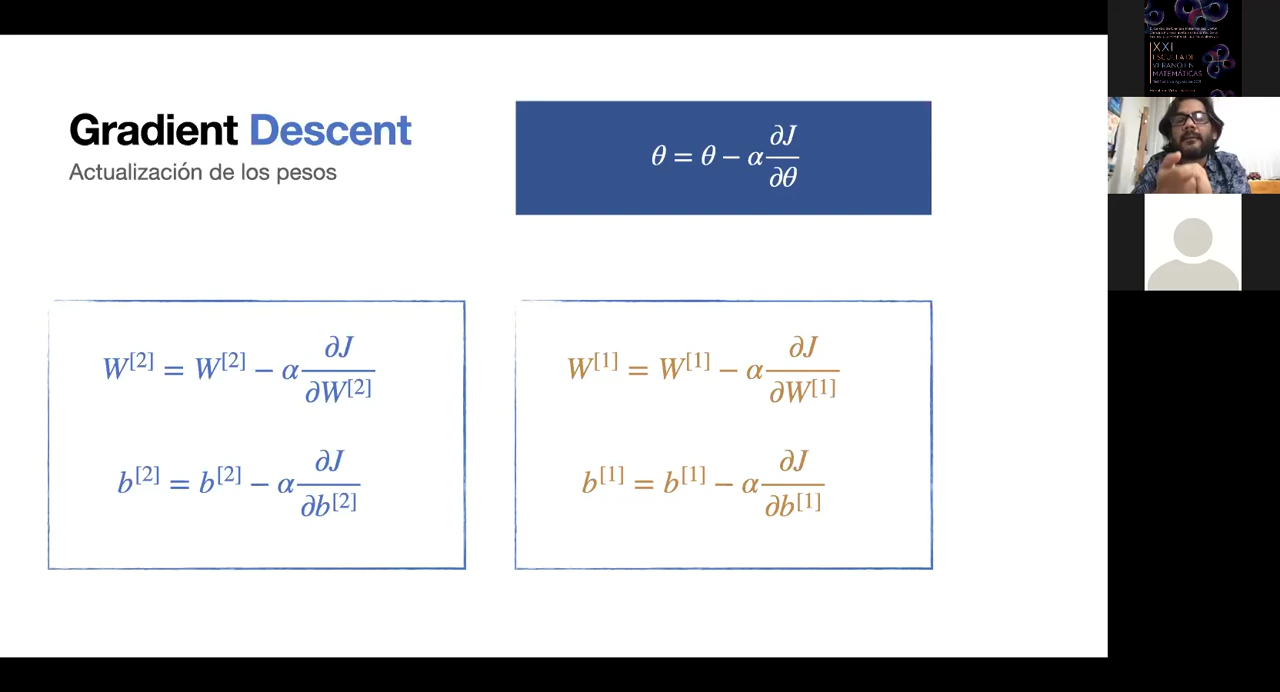 Gradient Descent
Actualización de los pesos
θ = θ − α ∂J/∂θ
W[2] = W[2] − α ∂J/∂W[2]
b[2] = b[2] − α ∂J/∂b[2]
W[1] = W[1] − α ∂J/∂W[1]
b[1] = b[1] − α ∂J/∂b[1]
XXI
ESCUELA DE
VERANO EN
MATEMÁTICAS